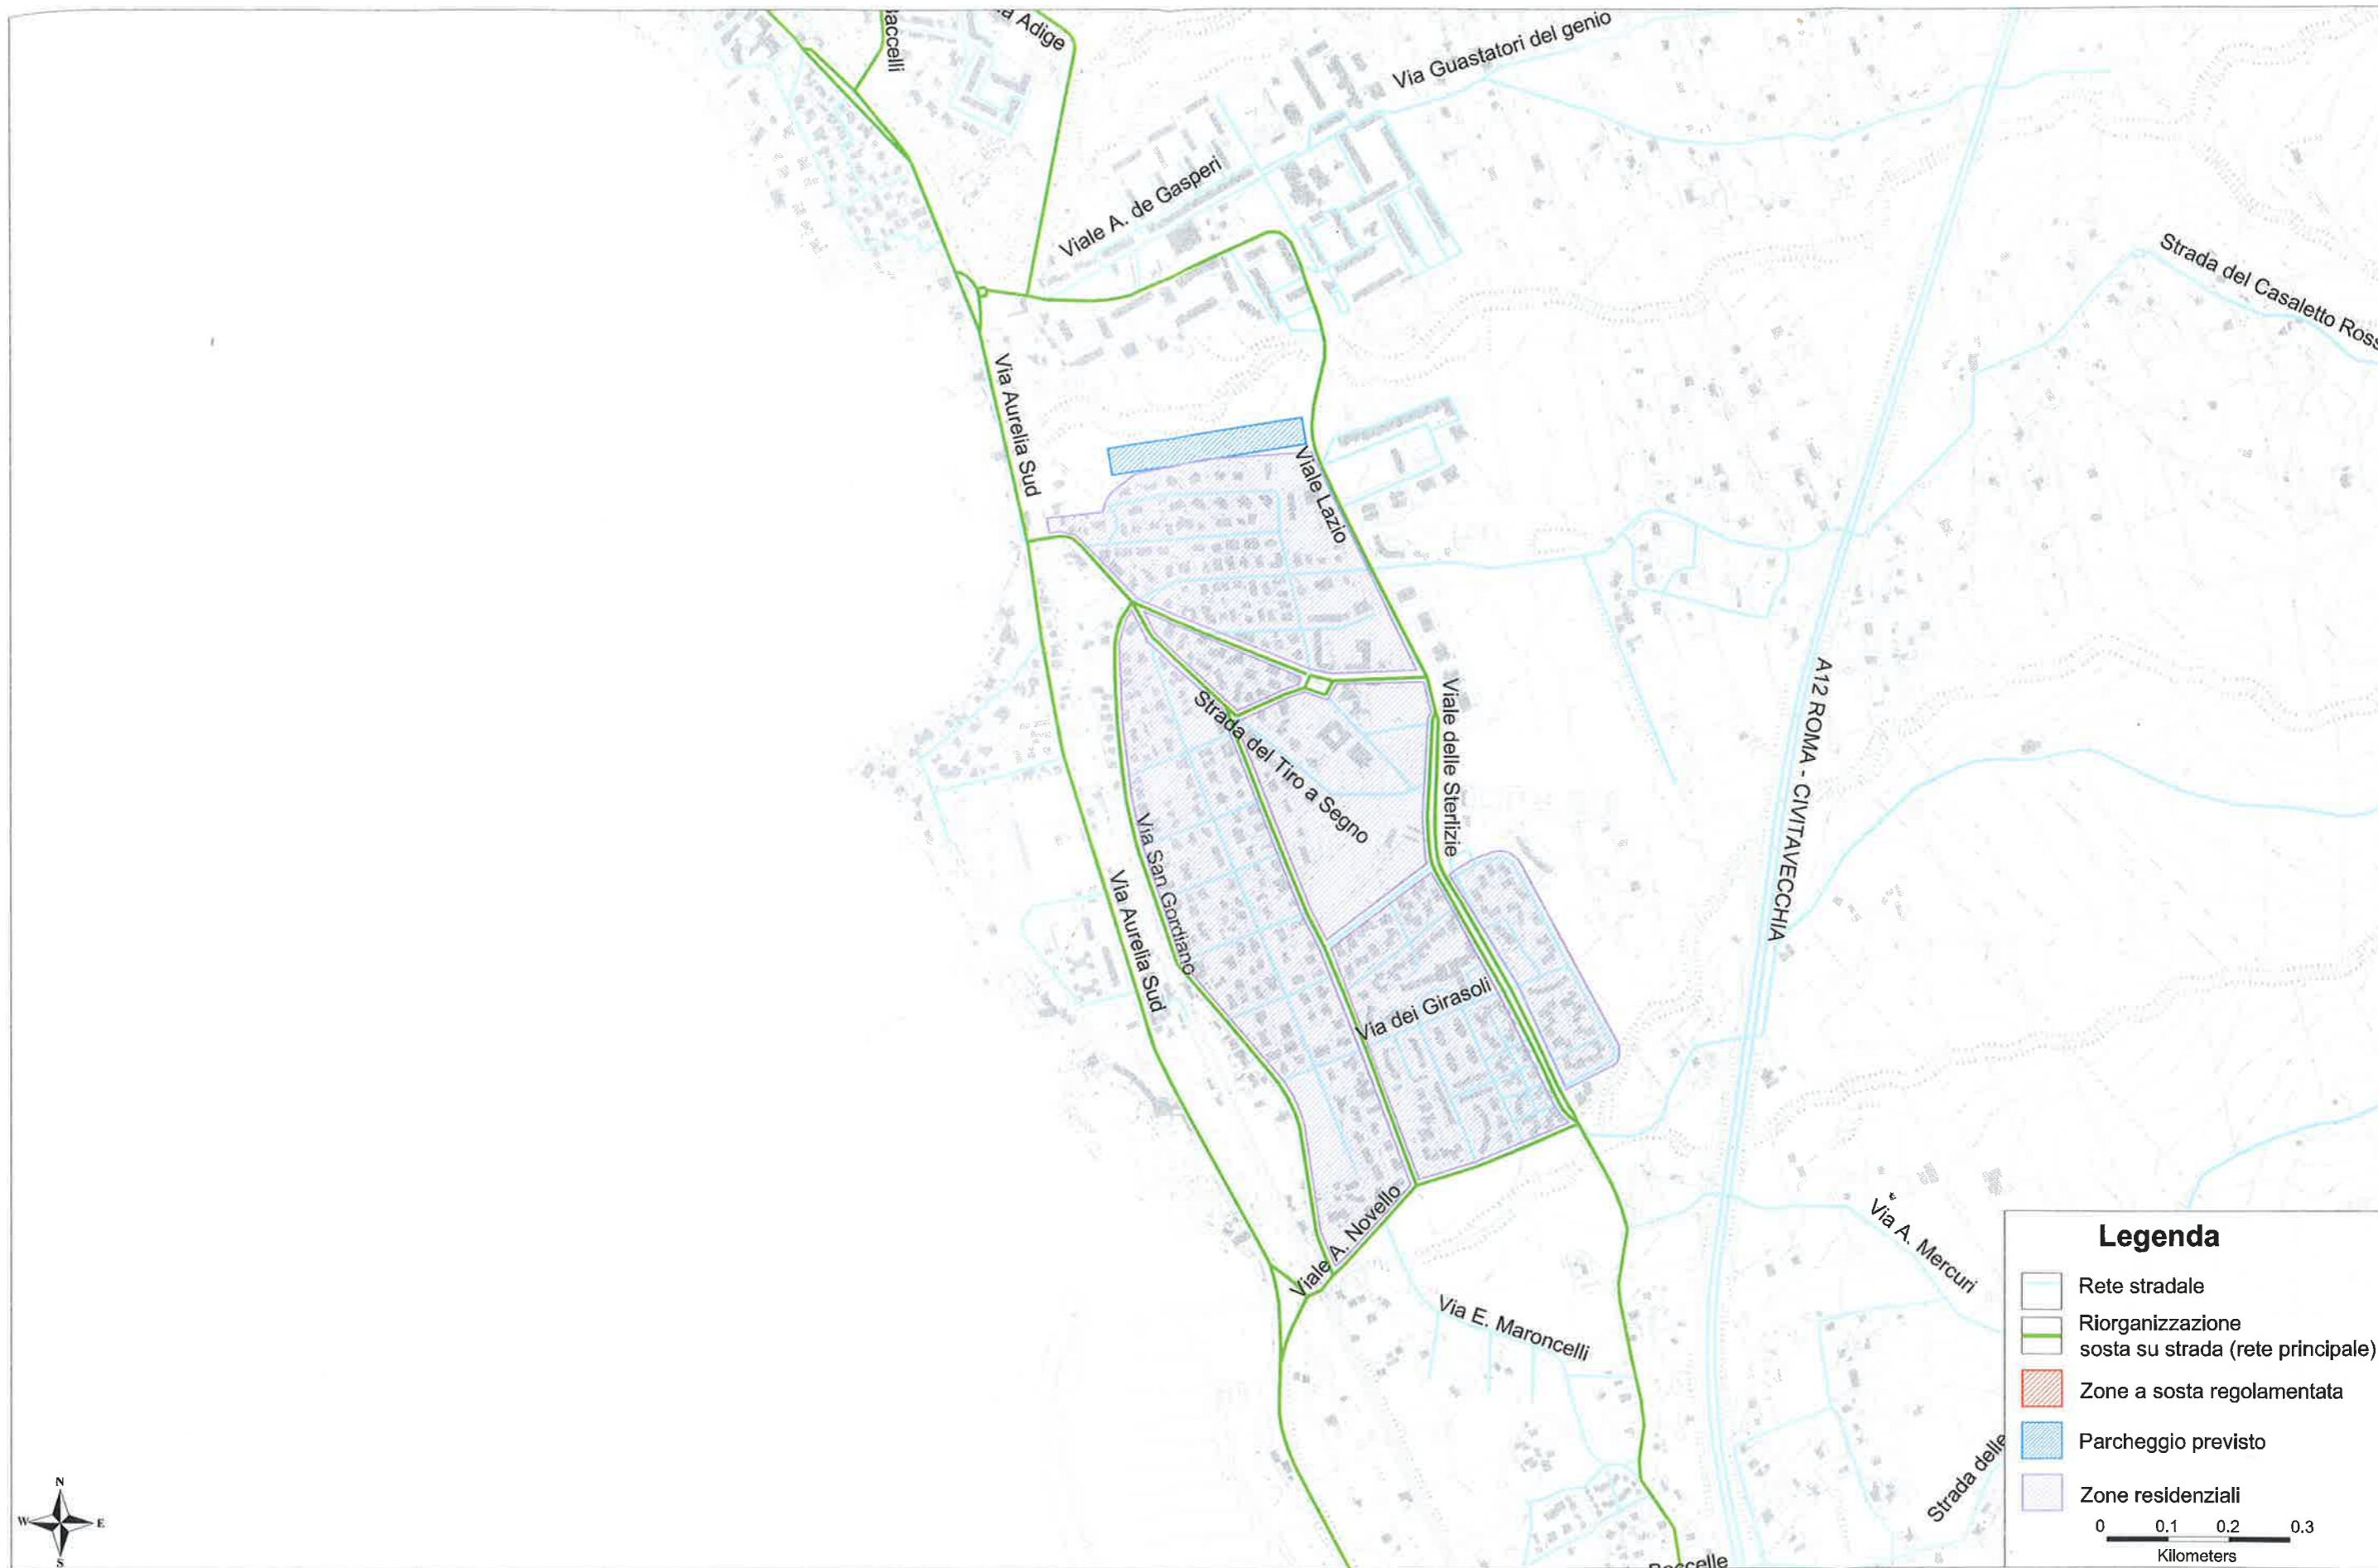 Baccelli
Adige
Via Guastatori del genio
Viale A. de Gasperi
Strada del Casaletto
Via Aurelia Sud
Viale Lazio
Strada del Tiro a Segno
Viale delle Sterlizie
A12 ROMA - CIVITAVECCHIA
Via San Gordiano
Via Aurelia Sud
Via dei Girasoli
Viale A. Novello
Via A. Mercuri
Via E. Maroncelli
Strada delle
Legenda
Rete stradale
Riorganizzazione
sosta su strada (rete principale)
Zone a sosta regolamentata
Parcheggio previsto
Zone residenziali
0 0.1 0.2 0.3
Kilometers
N
W E
S